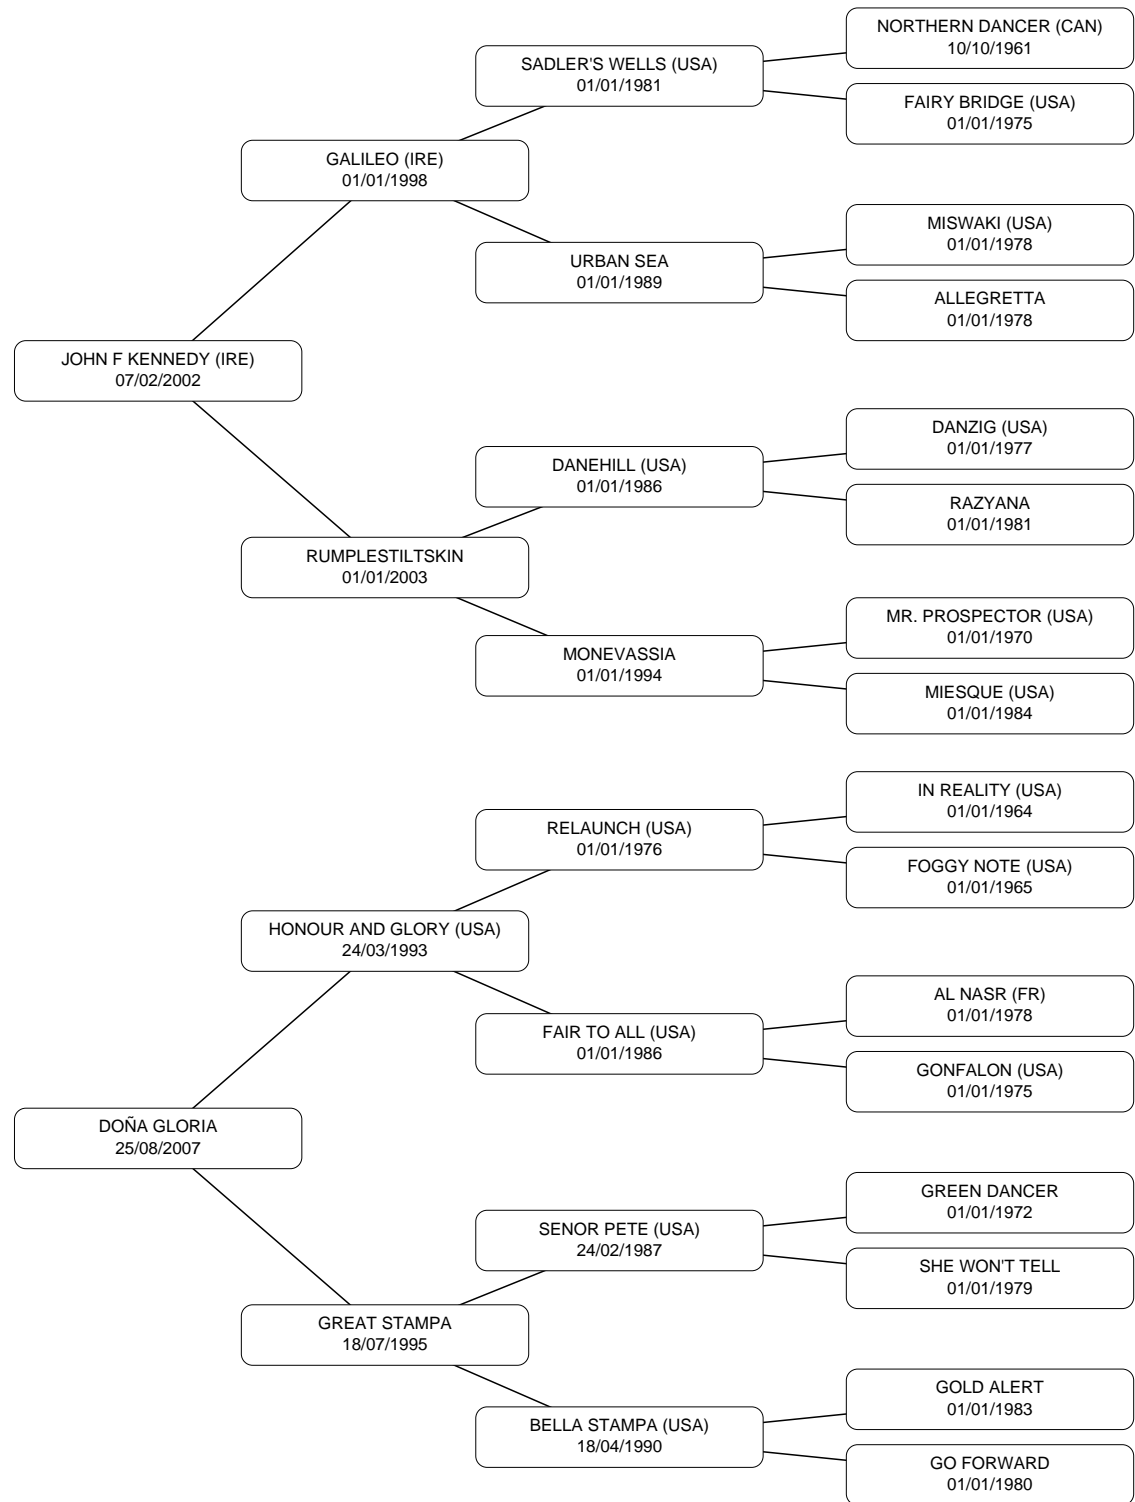 NORTHERN DANCER (CAN)
10/10/1961
SADLER'S WELLS (USA)
01/01/1981
FAIRY BRIDGE (USA)
01/01/1975
GALILEO (IRE)
01/01/1998
MISWAKI (USA)
01/01/1978
URBAN SEA
01/01/1989
ALLEGRETTA
01/01/1978
JOHN F KENNEDY (IRE)
07/02/2002
DANZIG (USA)
01/01/1977
DANEHILL (USA)
01/01/1986
RAZYANA
01/01/1981
RUMPLESTILTSKIN
01/01/2003
MR. PROSPECTOR (USA)
01/01/1970
MONEVASSIA
01/01/1994
MIESQUE (USA)
01/01/1984
IN REALITY (USA)
01/01/1964
RELAUNCH (USA)
01/01/1976
FOGGY NOTE (USA)
01/01/1965
HONOUR AND GLORY (USA)
24/03/1993
AL NASR (FR)
01/01/1978
FAIR TO ALL (USA)
01/01/1986
GONFALON (USA)
01/01/1975
DOÑA GLORIA
25/08/2007
GREEN DANCER
01/01/1972
SENOR PETE (USA)
24/02/1987
SHE WON'T TELL
01/01/1979
GREAT STAMPA
18/07/1995
GOLD ALERT
01/01/1983
BELLA STAMPA (USA)
18/04/1990
GO FORWARD
01/01/1980